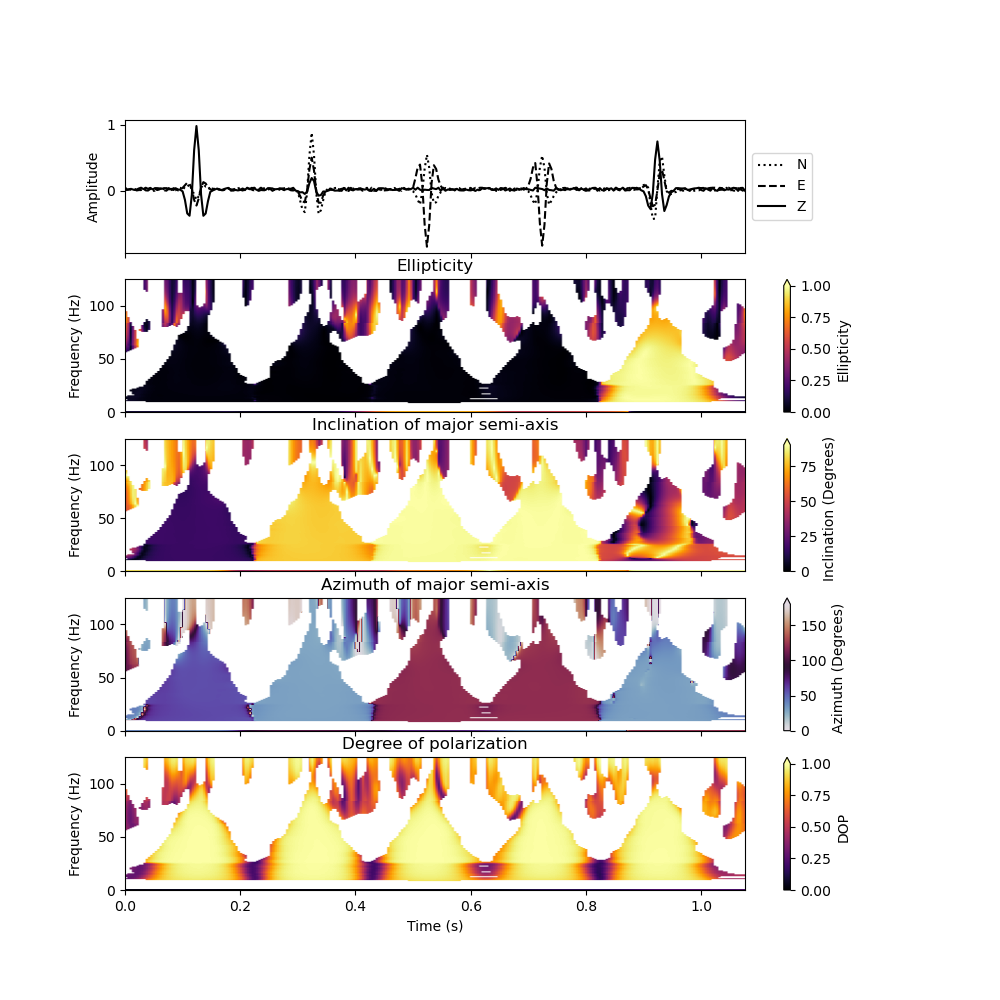 1
0
Amplitude
N
E
Z
Ellipticity
100
50
0
Frequency (Hz)
1.00
0.75
0.50
0.25
0.00
Ellipticity
Inclination of major semi-axis
100
50
0
Frequency (Hz)
75
50
25
0
Inclination (Degrees)
Azimuth of major semi-axis
100
50
0
Frequency (Hz)
150
100
50
0
Azimuth (Degrees)
Degree of polarization
100
50
0
Frequency (Hz)
1.00
0.75
0.50
0.25
0.00
DOP
0.0 0.2 0.4 0.6 0.8 1.0
Time (s)